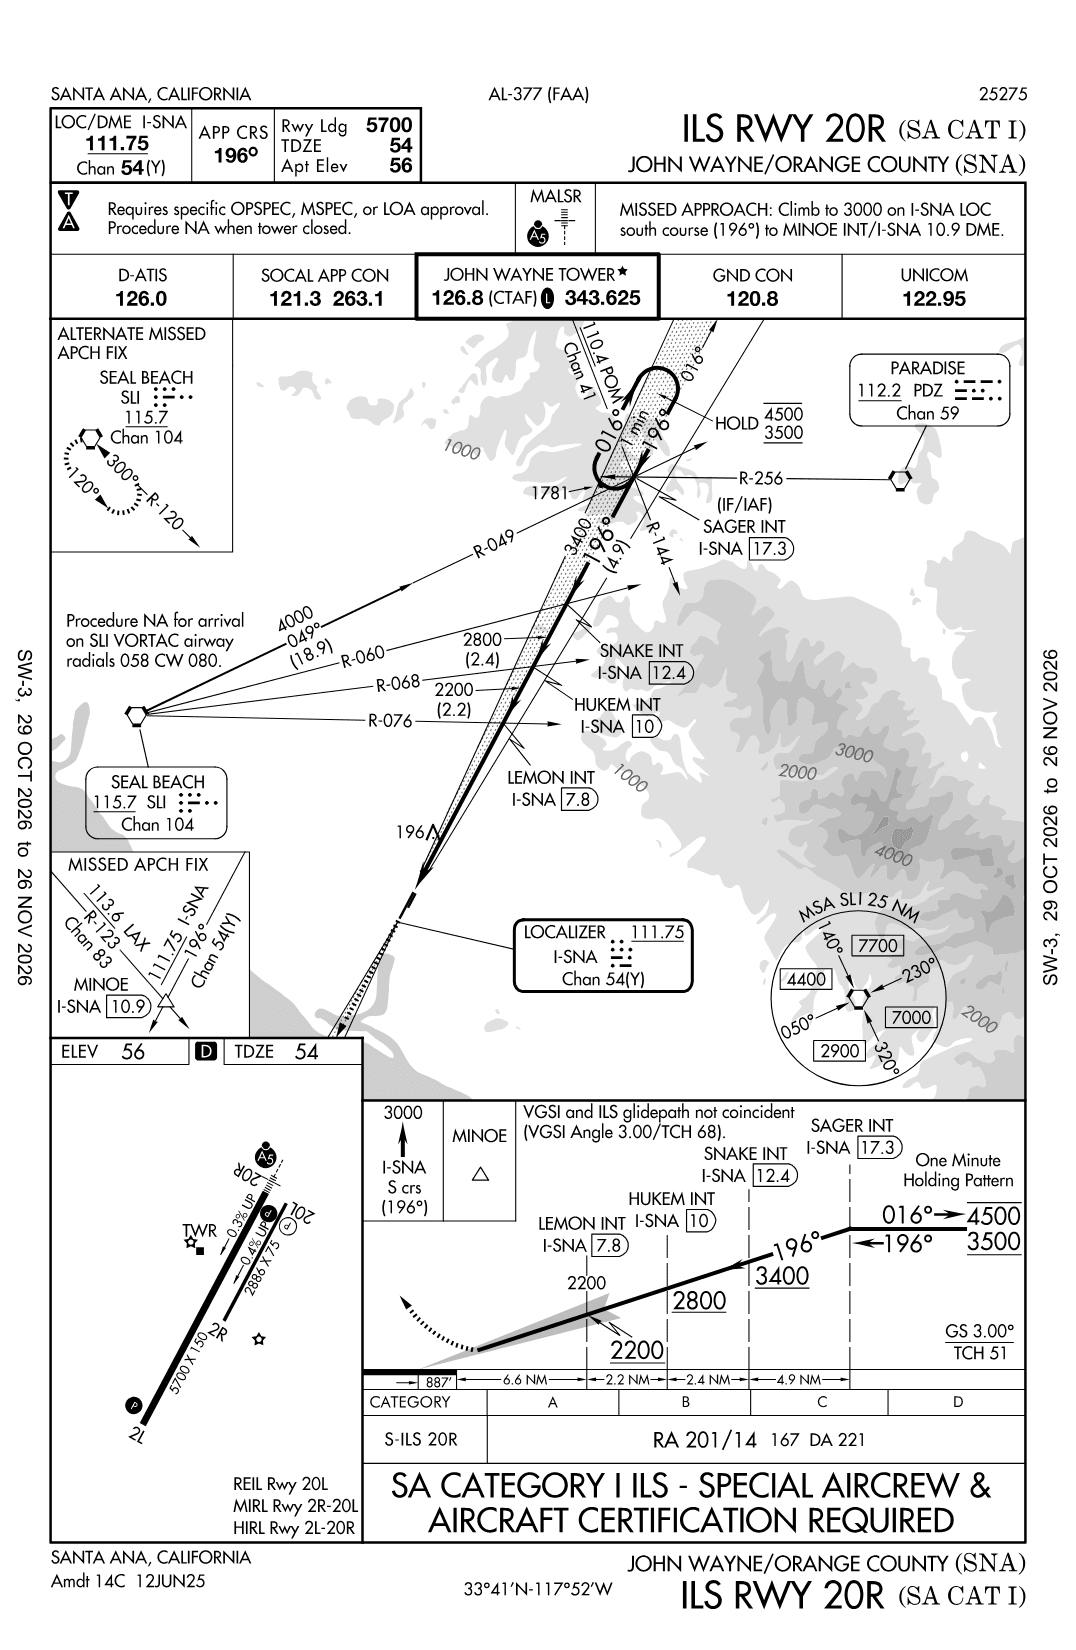 SANTA ANA, CALIFORNIA
AL-377 (FAA)
25275
LOC/DME I-SNA
111.75
Chan 54(Y)
APP CRS
196°
Rwy Ldg 5700
TDZE 54
Apt Elev 56
ILS RWY 20R (SA CAT I)
JOHN WAYNE/ORANGE COUNTY (SNA)
T
A
Requires specific OPSPEC, MSPEC, or LOA approval.
Procedure NA when tower closed.
MALSR
A5
MISSED APPROACH: Climb to 3000 on I-SNA LOC
south course (196°) to MINOE INT/I-SNA 10.9 DME.
D-ATIS
126.0
SOCAL APP CON
121.3 263.1
JOHN WAYNE TOWER★
126.8 (CTAF) L 343.625
GND CON
120.8
UNICOM
122.95
ALTERNATE MISSED
APCH FIX
SEAL BEACH
SLI
115.7
Chan 104
300°
120°
R-120
110.4 POM
Chan 41
016°
016°
1 min
196°
HOLD 4500
3500
PARADISE
112.2 PDZ
Chan 59
1000
1781
R-256
(IF/IAF)
SAGER INT
I-SNA 17.3
R-144
3400
196°
(4.9)
R-049
4000
049°
(18.9)
Procedure NA for arrival
on SLI VORTAC airway
radials 058 CW 080.
R-060
2800
(2.4)
SNAKE INT
I-SNA 12.4
R-068
2200
(2.2)
HUKEM INT
I-SNA 10
R-076
LEMON INT
I-SNA 7.8
1000
2000
3000
4000
2000
SEAL BEACH
115.7 SLI
Chan 104
196
MISSED APCH FIX
113.6 LAX
R-123
Chan 83
111.75 I-SNA
196°
Chan 54(Y)
MINOE
I-SNA 10.9
LOCALIZER 111.75
I-SNA
Chan 54(Y)
MSA SLI 25 NM
140°
7700
230°
4400
7000
050°
2900
320°
SW-3, 29 OCT 2026 to 26 NOV 2026
SW-3, 29 OCT 2026 to 26 NOV 2026
ELEV 56
D
TDZE 54
A5
20R
20L
0.3% UP
P
P
TWR
0.4% UP
2886 X 75
2R
5700 X 150
P
2L
REIL Rwy 20L
MIRL Rwy 2R-20L
HIRL Rwy 2L-20R
3000
I-SNA
S crs
(196°)
MINOE
VGSI and ILS glidepath not coincident
(VGSI Angle 3.00/TCH 68).
SAGER INT
I-SNA 17.3
SNAKE INT
I-SNA 12.4
HUKEM INT
I-SNA 10
LEMON INT
I-SNA 7.8
One Minute
Holding Pattern
016° 4500
196° 3500
196°
3400
2800
2200
2200
GS 3.00°
TCH 51
887'
6.6 NM
2.2 NM
2.4 NM
4.9 NM
CATEGORY A B C D
S-ILS 20R RA 201/14 167 DA 221
SA CATEGORY I ILS - SPECIAL AIRCREW &
AIRCRAFT CERTIFICATION REQUIRED
SANTA ANA, CALIFORNIA
Amdt 14C 12JUN25
33°41'N-117°52'W
JOHN WAYNE/ORANGE COUNTY (SNA)
ILS RWY 20R (SA CAT I)